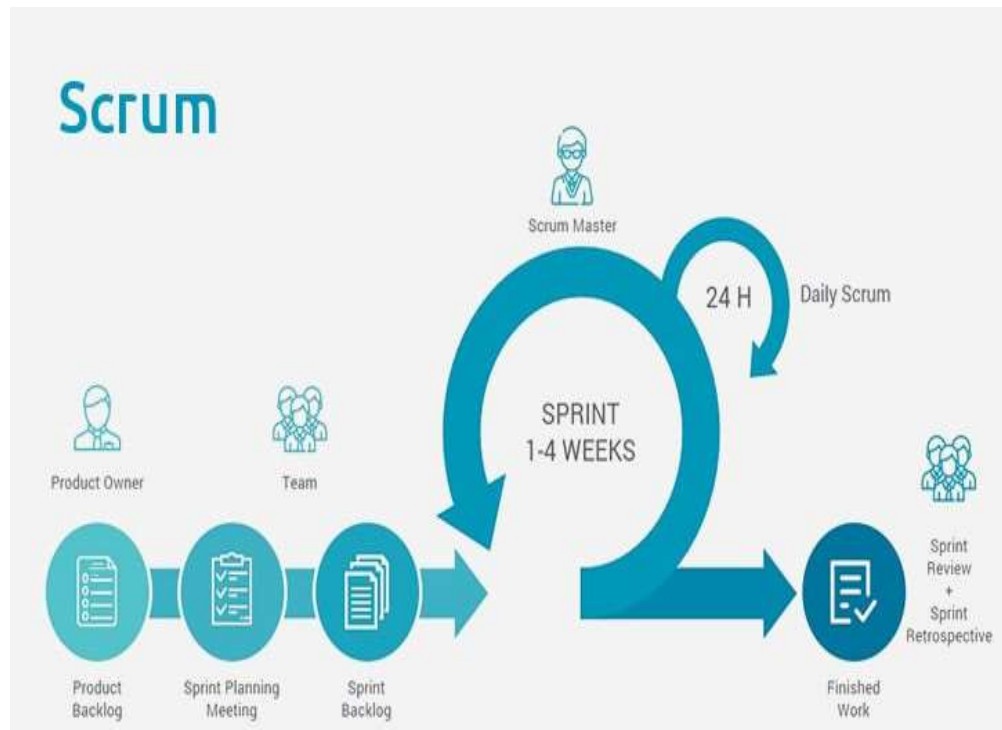 Scrum
Scrum Master
24 H
Daily Scrum
SPRINT
1-4 WEEKS
Product Owner
Team
Product
Backlog
Sprint Planning
Meeting
Sprint
Backlog
Finished
Work
Sprint
Review
+
Sprint
Retrospective